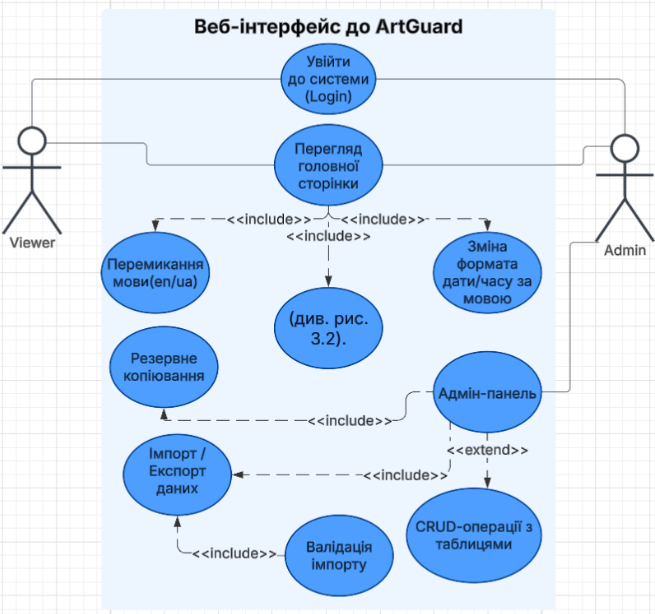 Веб-інтерфейс до ArtGuard
Увійти
до системи
(Login)
Перегляд
головної
сторінки
Viewer
Admin
<<include>>
<<include>>
<<include>>
Перемикання
мови(en/ua)
(див. рис.
3.2).
Зміна
формата
дати/часу за
мовою
Резервне
копіювання
Адмін-панель
<<include>>
<<extend>>
Імпорт /
Експорт
даних
<<include>>
CRUD-операції з
таблицями
<<include>>
Валідація
імпорту